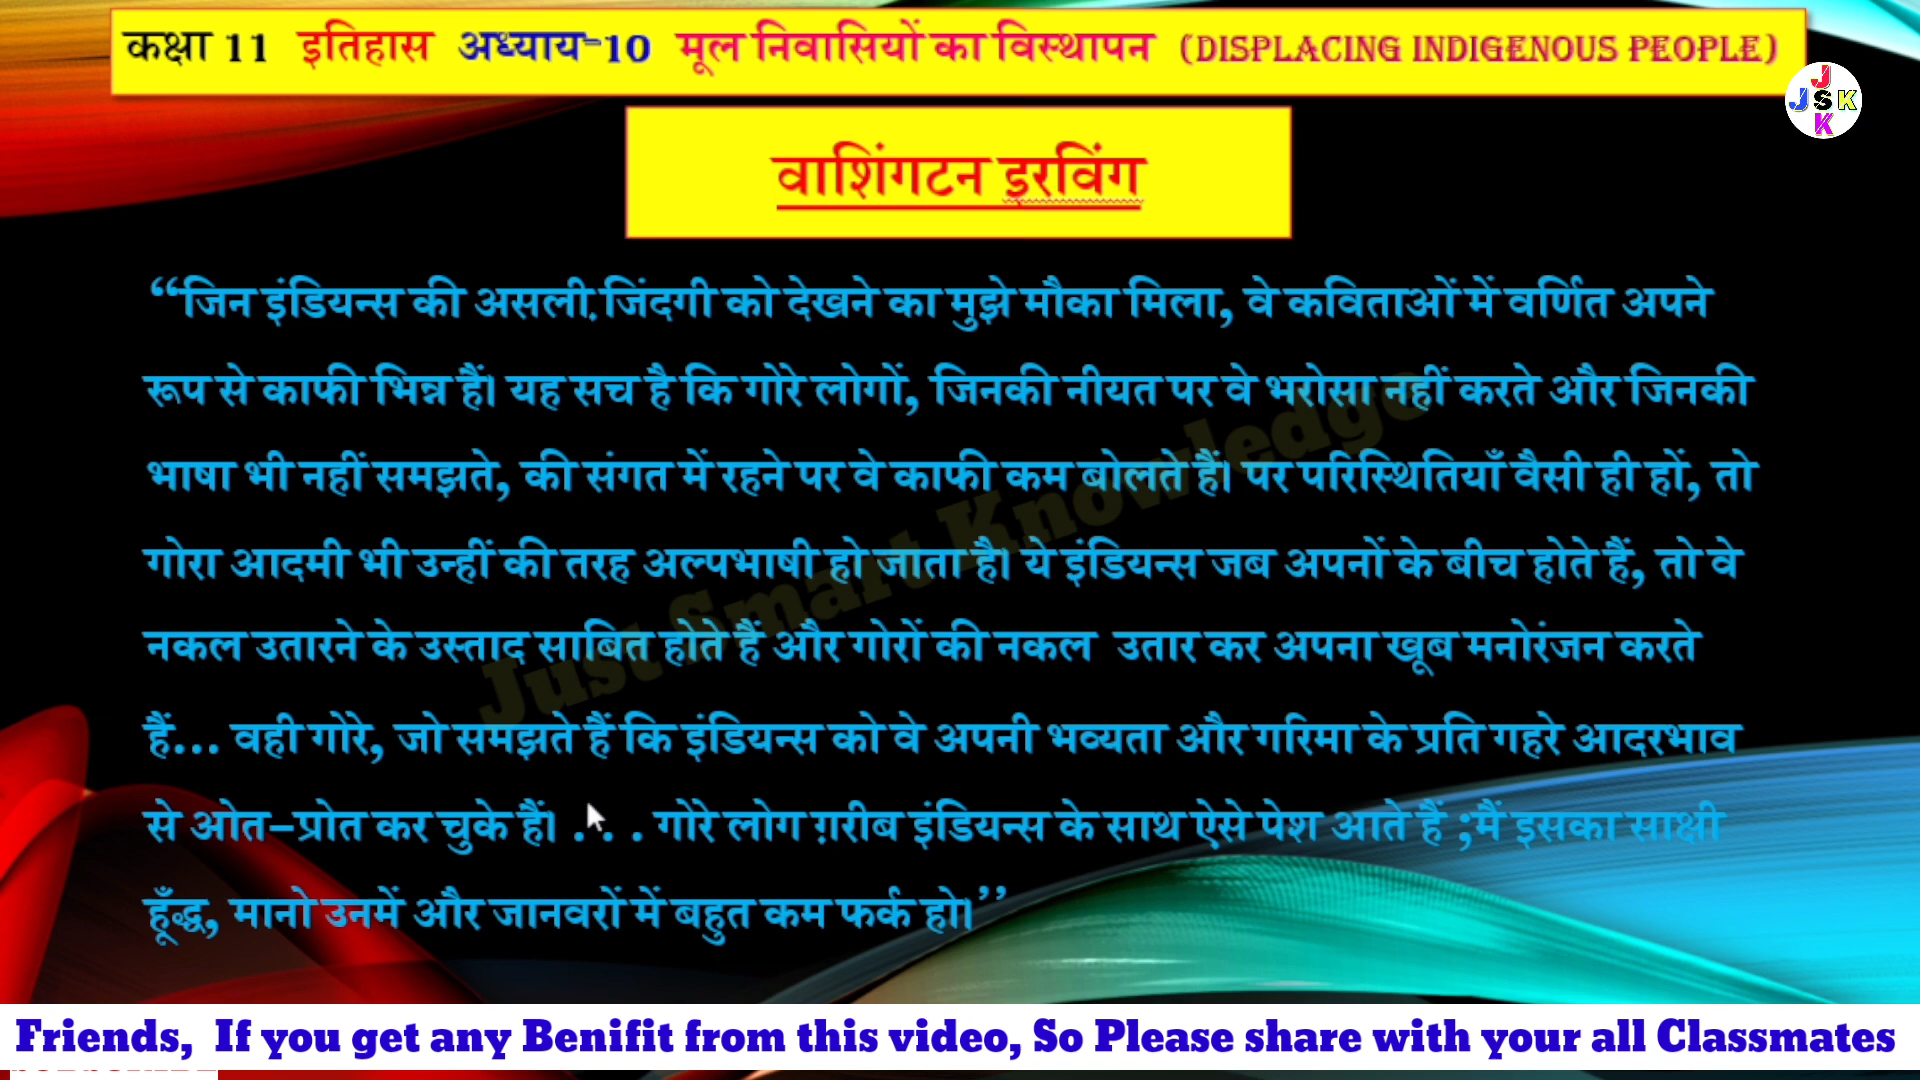 कक्षा 11 इतिहास अध्याय-10 मूल निवासियों का विस्थापन (DISPLACING INDIGENOUS PEOPLE)
J
J S K
K
वाशिंगटन इरविंग
“जिन इंडियन्स की असली.जिंदगी को देखने का मुझे मौका मिला, वे कविताओं में वर्णित अपने
रूप से काफी भिन्न हैं। यह सच है कि गोरे लोगों, जिनकी नीयत पर वे भरोसा नहीं करते और जिनकी
भाषा भी नहीं समझते, की संगत में रहने पर वे काफी कम बोलते हैं। पर परिस्थितियाँ वैसी ही हों, तो
गोरा आदमी भी उन्हीं की तरह अल्पभाषी हो जाता है। ये इंडियन्स जब अपनों के बीच होते हैं, तो वे
नकल उतारने के उस्ताद साबित होते हैं और गोरों की नकल उतार कर अपना खूब मनोरंजन करते
हैं... वही गोरे, जो समझते हैं कि इंडियन्स को वे अपनी भव्यता और गरिमा के प्रति गहरे आदरभाव
से ओत–प्रोत कर चुके हैं। . . . गोरे लोग ग़रीब इंडियन्स के साथ ऐसे पेश आते हैं ;मैं इसका साक्षी
हूँद्ध, मानो उनमें और जानवरों में बहुत कम फर्क हो।’’
Just Smart Knowledge
Friends, If you get any Benifit from this video, So Please share with your all Classmates